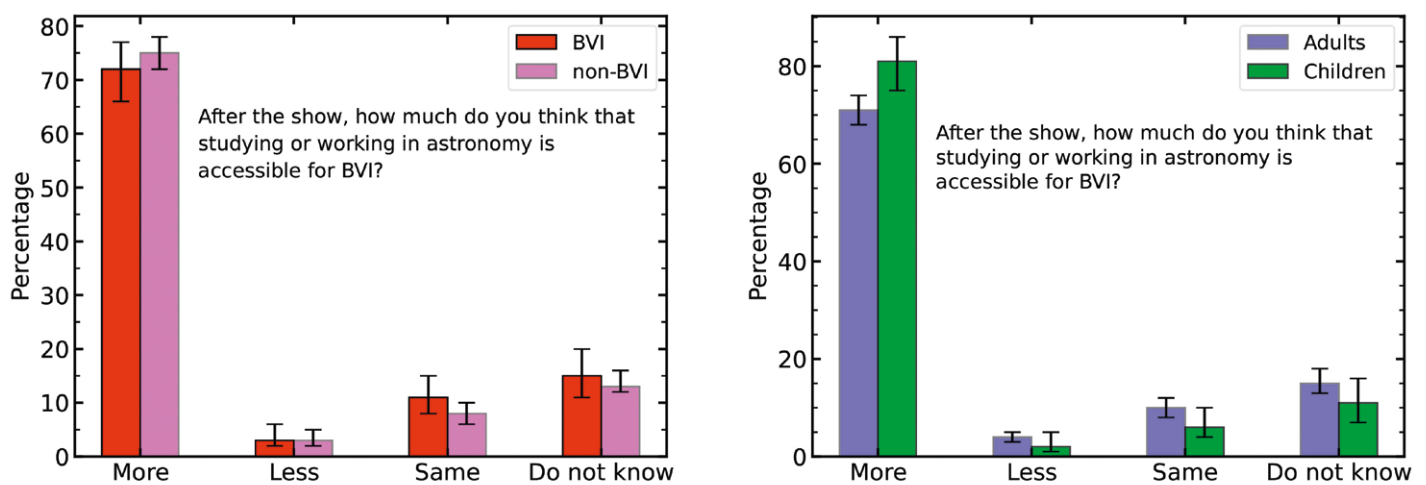 80
70
60
50
40
30
20
10
0
Percentage
BVI
non-BVI
After the show, how much do you think that
studying or working in astronomy is
accessible for BVI?
More
Less
Same
Do not know
80
60
40
20
0
Percentage
Adults
Children
After the show, how much do you think that
studying or working in astronomy is
accessible for BVI?
More
Less
Same
Do not know